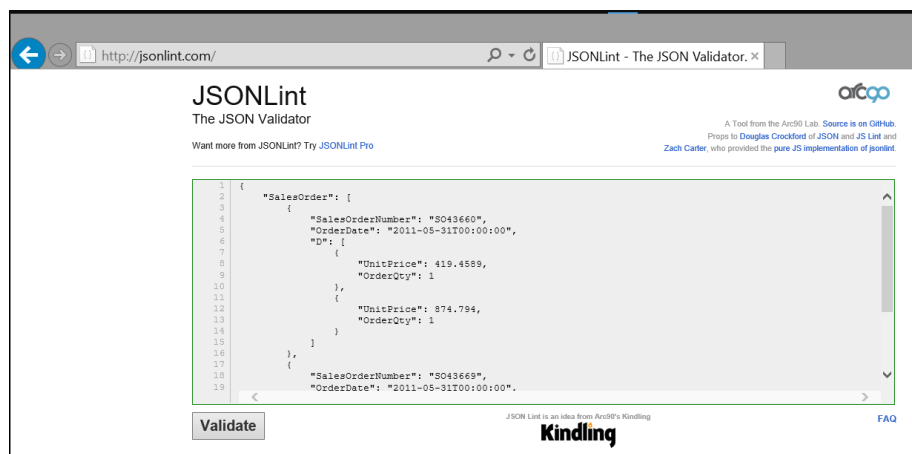 http://jsonlint.com/
JSONLint - The JSON Validator. ×
JSONLint
The JSON Validator
Want more from JSONLint? Try JSONLint Pro
arc90
A Tool from the Arc90 Lab. Source is on GitHub.
Props to Douglas Crockford of JSON and JS Lint and
Zach Carter, who provided the pure JS implementation of jsonlint.
1 {
2 "SalesOrder": [
3 {
4 "SalesOrderNumber": "SO43660",
5 "OrderDate": "2011-05-31T00:00:00",
6 "D": [
7 {
8 "UnitPrice": 419.4589,
9 "OrderQty": 1
10 },
11 {
12 "UnitPrice": 874.794,
13 "OrderQty": 1
14 }
15 ]
16 },
17 {
18 "SalesOrderNumber": "SO43669",
19 "OrderDate": "2011-05-31T00:00:00",
Validate
JSON Lint is an idea from Arc90's Kindling
Kindling
FAQ